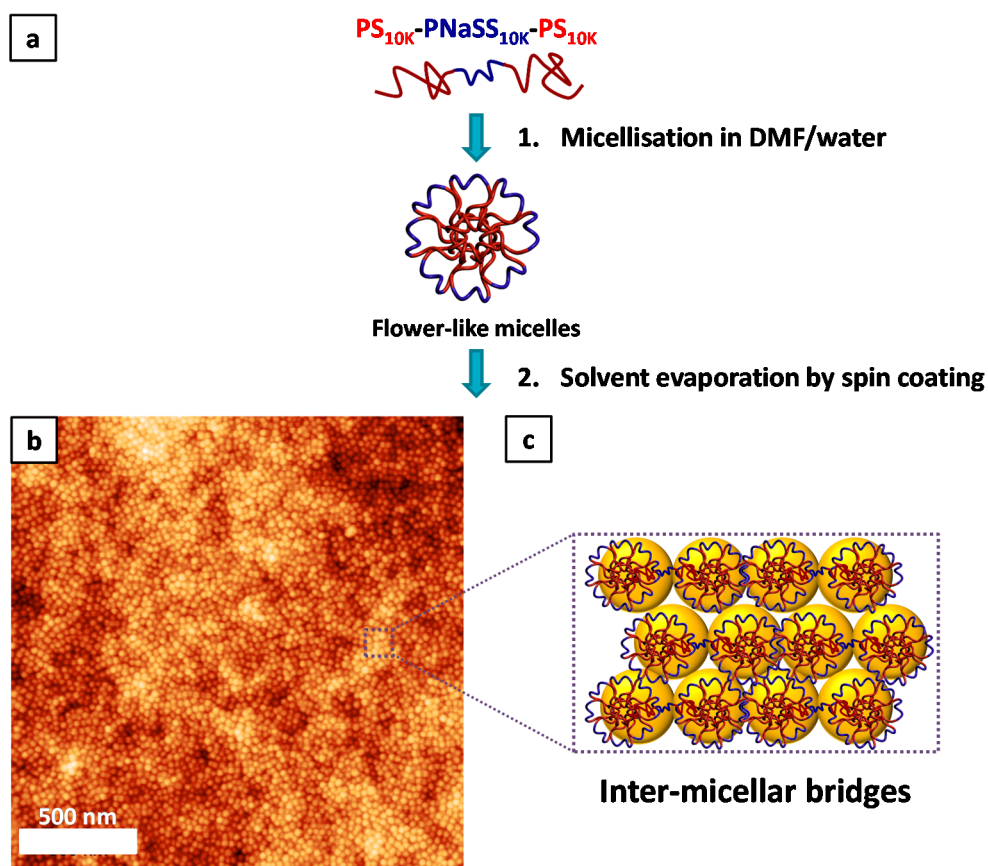 a
PS10K-PNaSS10K-PS10K
1. Micellisation in DMF/water
Flower-like micelles
2. Solvent evaporation by spin coating
b
c
500 nm
Inter-micellar bridges